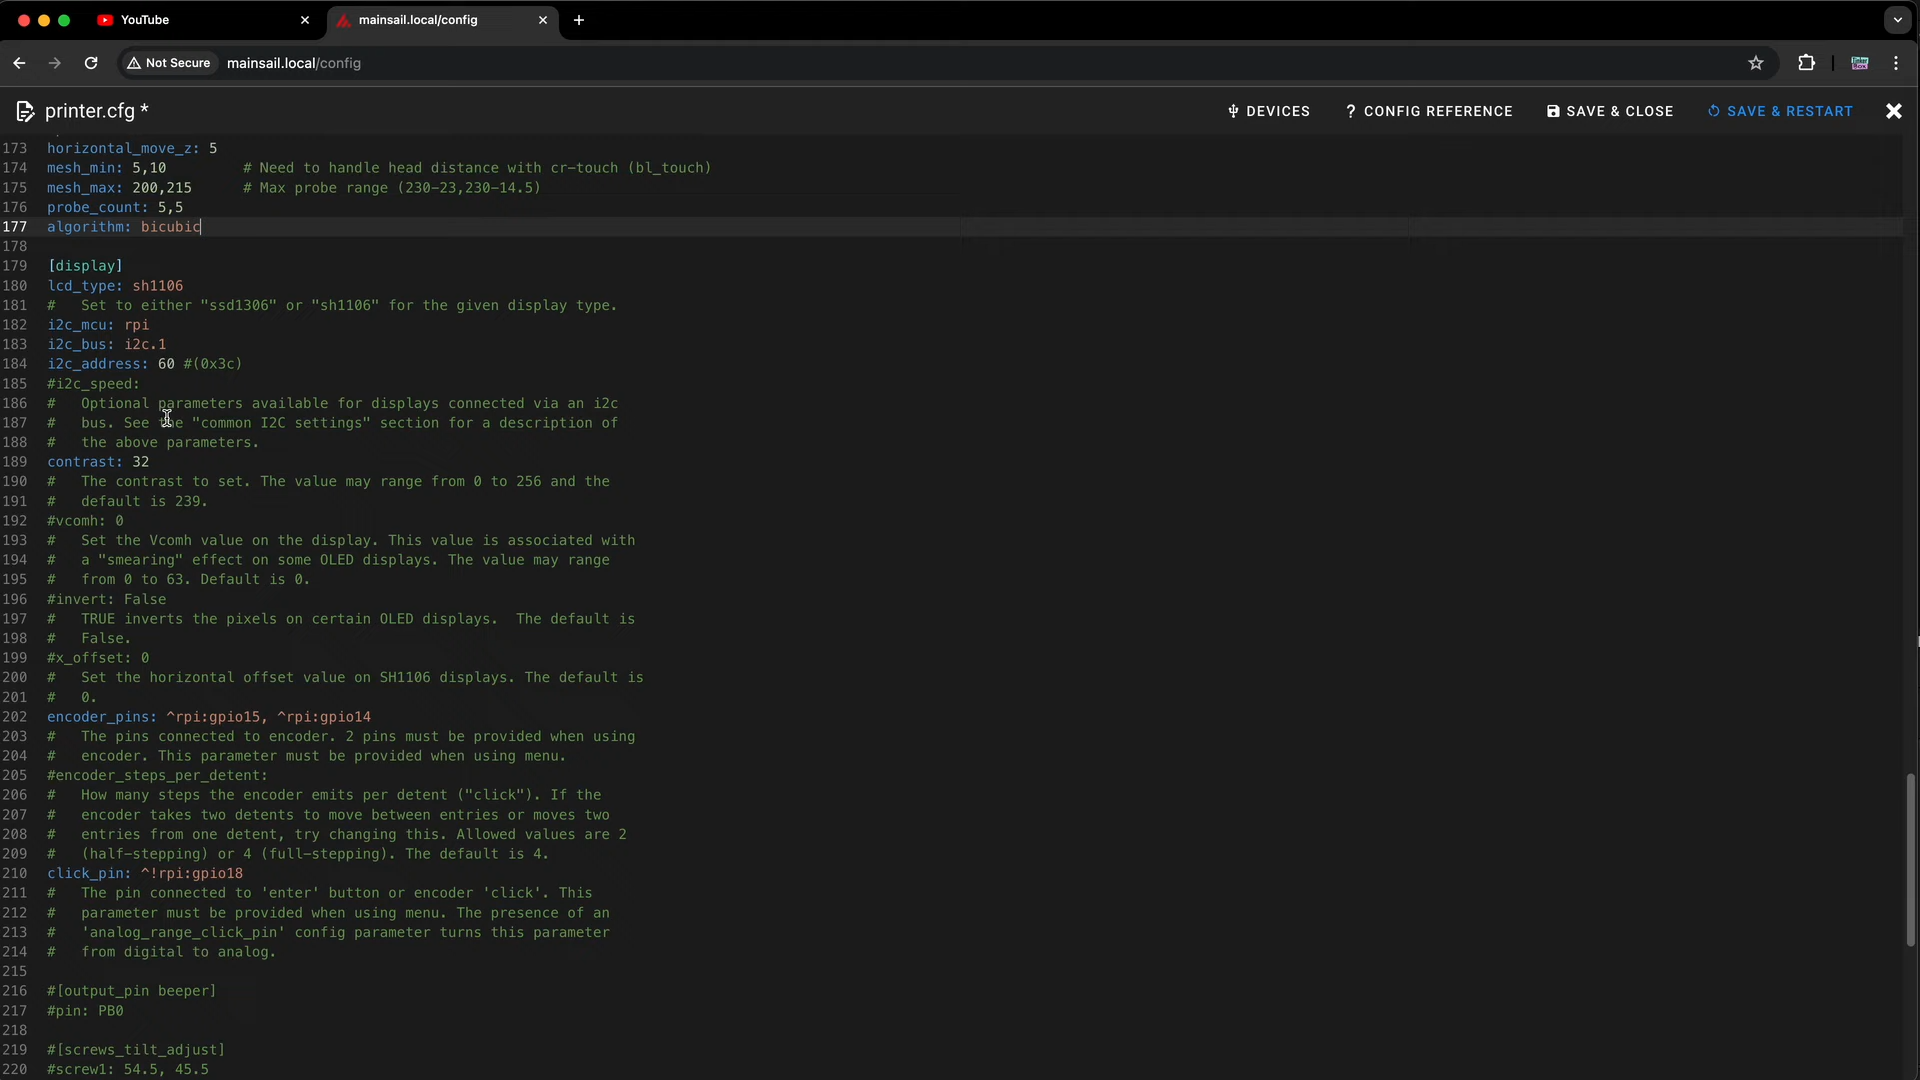 YouTube
mainsail.local/config
Not Secure
mainsail.local/config
printer.cfg *
DEVICES
? CONFIG REFERENCE
SAVE & CLOSE
SAVE & RESTART
173 horizontal_move_z: 5
174 mesh_min: 5,10 # Need to handle head distance with cr-touch (bl_touch)
175 mesh_max: 200,215 # Max probe range (230-23,230-14.5)
176 probe_count: 5,5
177 algorithm: bicubic
178
179 [display]
180 lcd_type: sh1106
181 # Set to either "ssd1306" or "sh1106" for the given display type.
182 i2c_mcu: rpi
183 i2c_bus: i2c.1
184 i2c_address: 60 #(0x3c)
185 #i2c_speed:
186 # Optional parameters available for displays connected via an i2c
187 # bus. See the "common I2C settings" section for a description of
188 # the above parameters.
189 contrast: 32
190 # The contrast to set. The value may range from 0 to 256 and the
191 # default is 239.
192 #vcomh: 0
193 # Set the Vcomh value on the display. This value is associated with
194 # a "smearing" effect on some OLED displays. The value may range
195 # from 0 to 63. Default is 0.
196 #invert: False
197 # TRUE inverts the pixels on certain OLED displays. The default is
198 # False.
199 #x_offset: 0
200 # Set the horizontal offset value on SH1106 displays. The default is
201 # 0.
202 encoder_pins: ^rpi:gpio15, ^rpi:gpio14
203 # The pins connected to encoder. 2 pins must be provided when using
204 # encoder. This parameter must be provided when using menu.
205 #encoder_steps_per_detent:
206 # How many steps the encoder emits per detent ("click"). If the
207 # encoder takes two detents to move between entries or moves two
208 # entries from one detent, try changing this. Allowed values are 2
209 # (half-stepping) or 4 (full-stepping). The default is 4.
210 click_pin: ^!rpi:gpio18
211 # The pin connected to 'enter' button or encoder 'click'. This
212 # parameter must be provided when using menu. The presence of an
213 # 'analog_range_click_pin' config parameter turns this parameter
214 # from digital to analog.
215
216 #[output_pin beeper]
217 #pin: PB0
218
219 #[screws_tilt_adjust]
220 #screw1: 54.5, 45.5